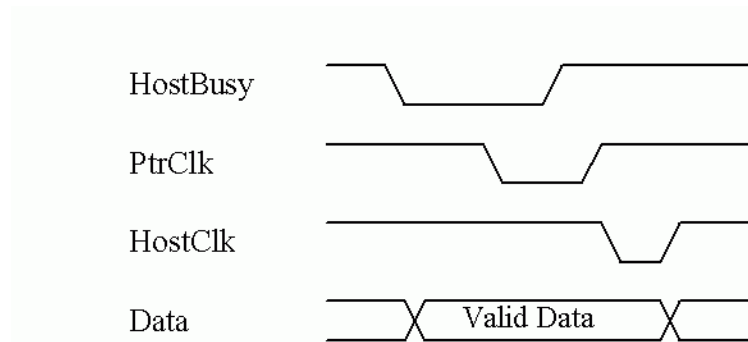 HostBusy
PtrClk
HostClk
Data
Valid Data